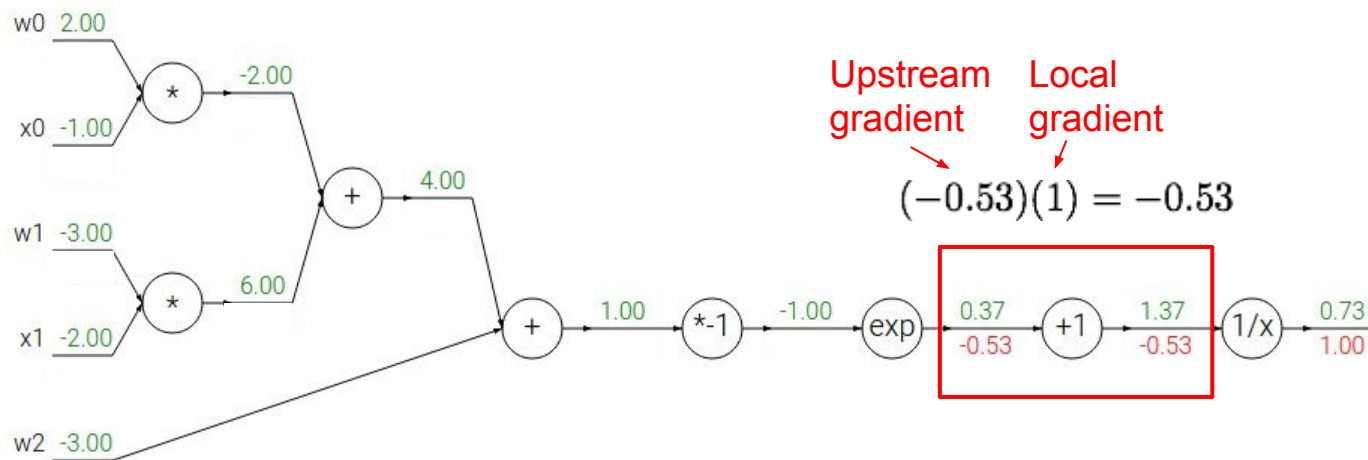 w0 2.00
-2.00
*
x0 -1.00
Upstream gradient
Local gradient
(−0.53)(1) = −0.53
4.00
+
w1 -3.00
6.00
*
x1 -2.00
+
1.00
*-1
-1.00
exp
0.37
-0.53
+1
1.37
-0.53
1/x
0.73
1.00
w2 -3.00